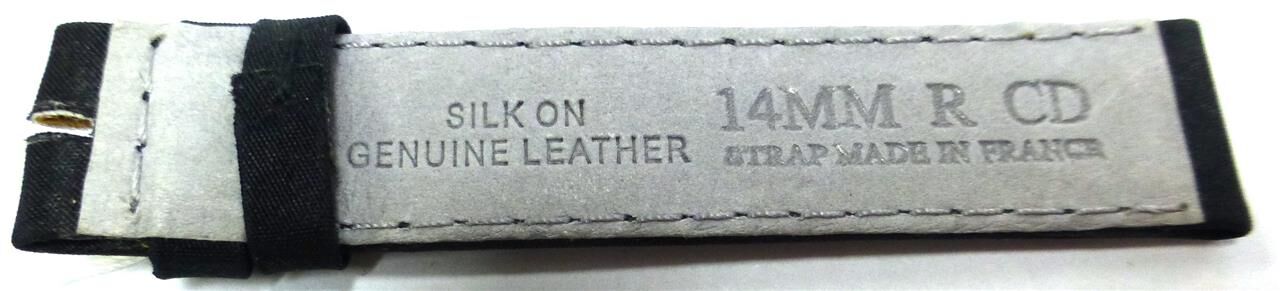 SILK ON
GENUINE LEATHER
14MM R CD
STRAP MADE IN FRANCE